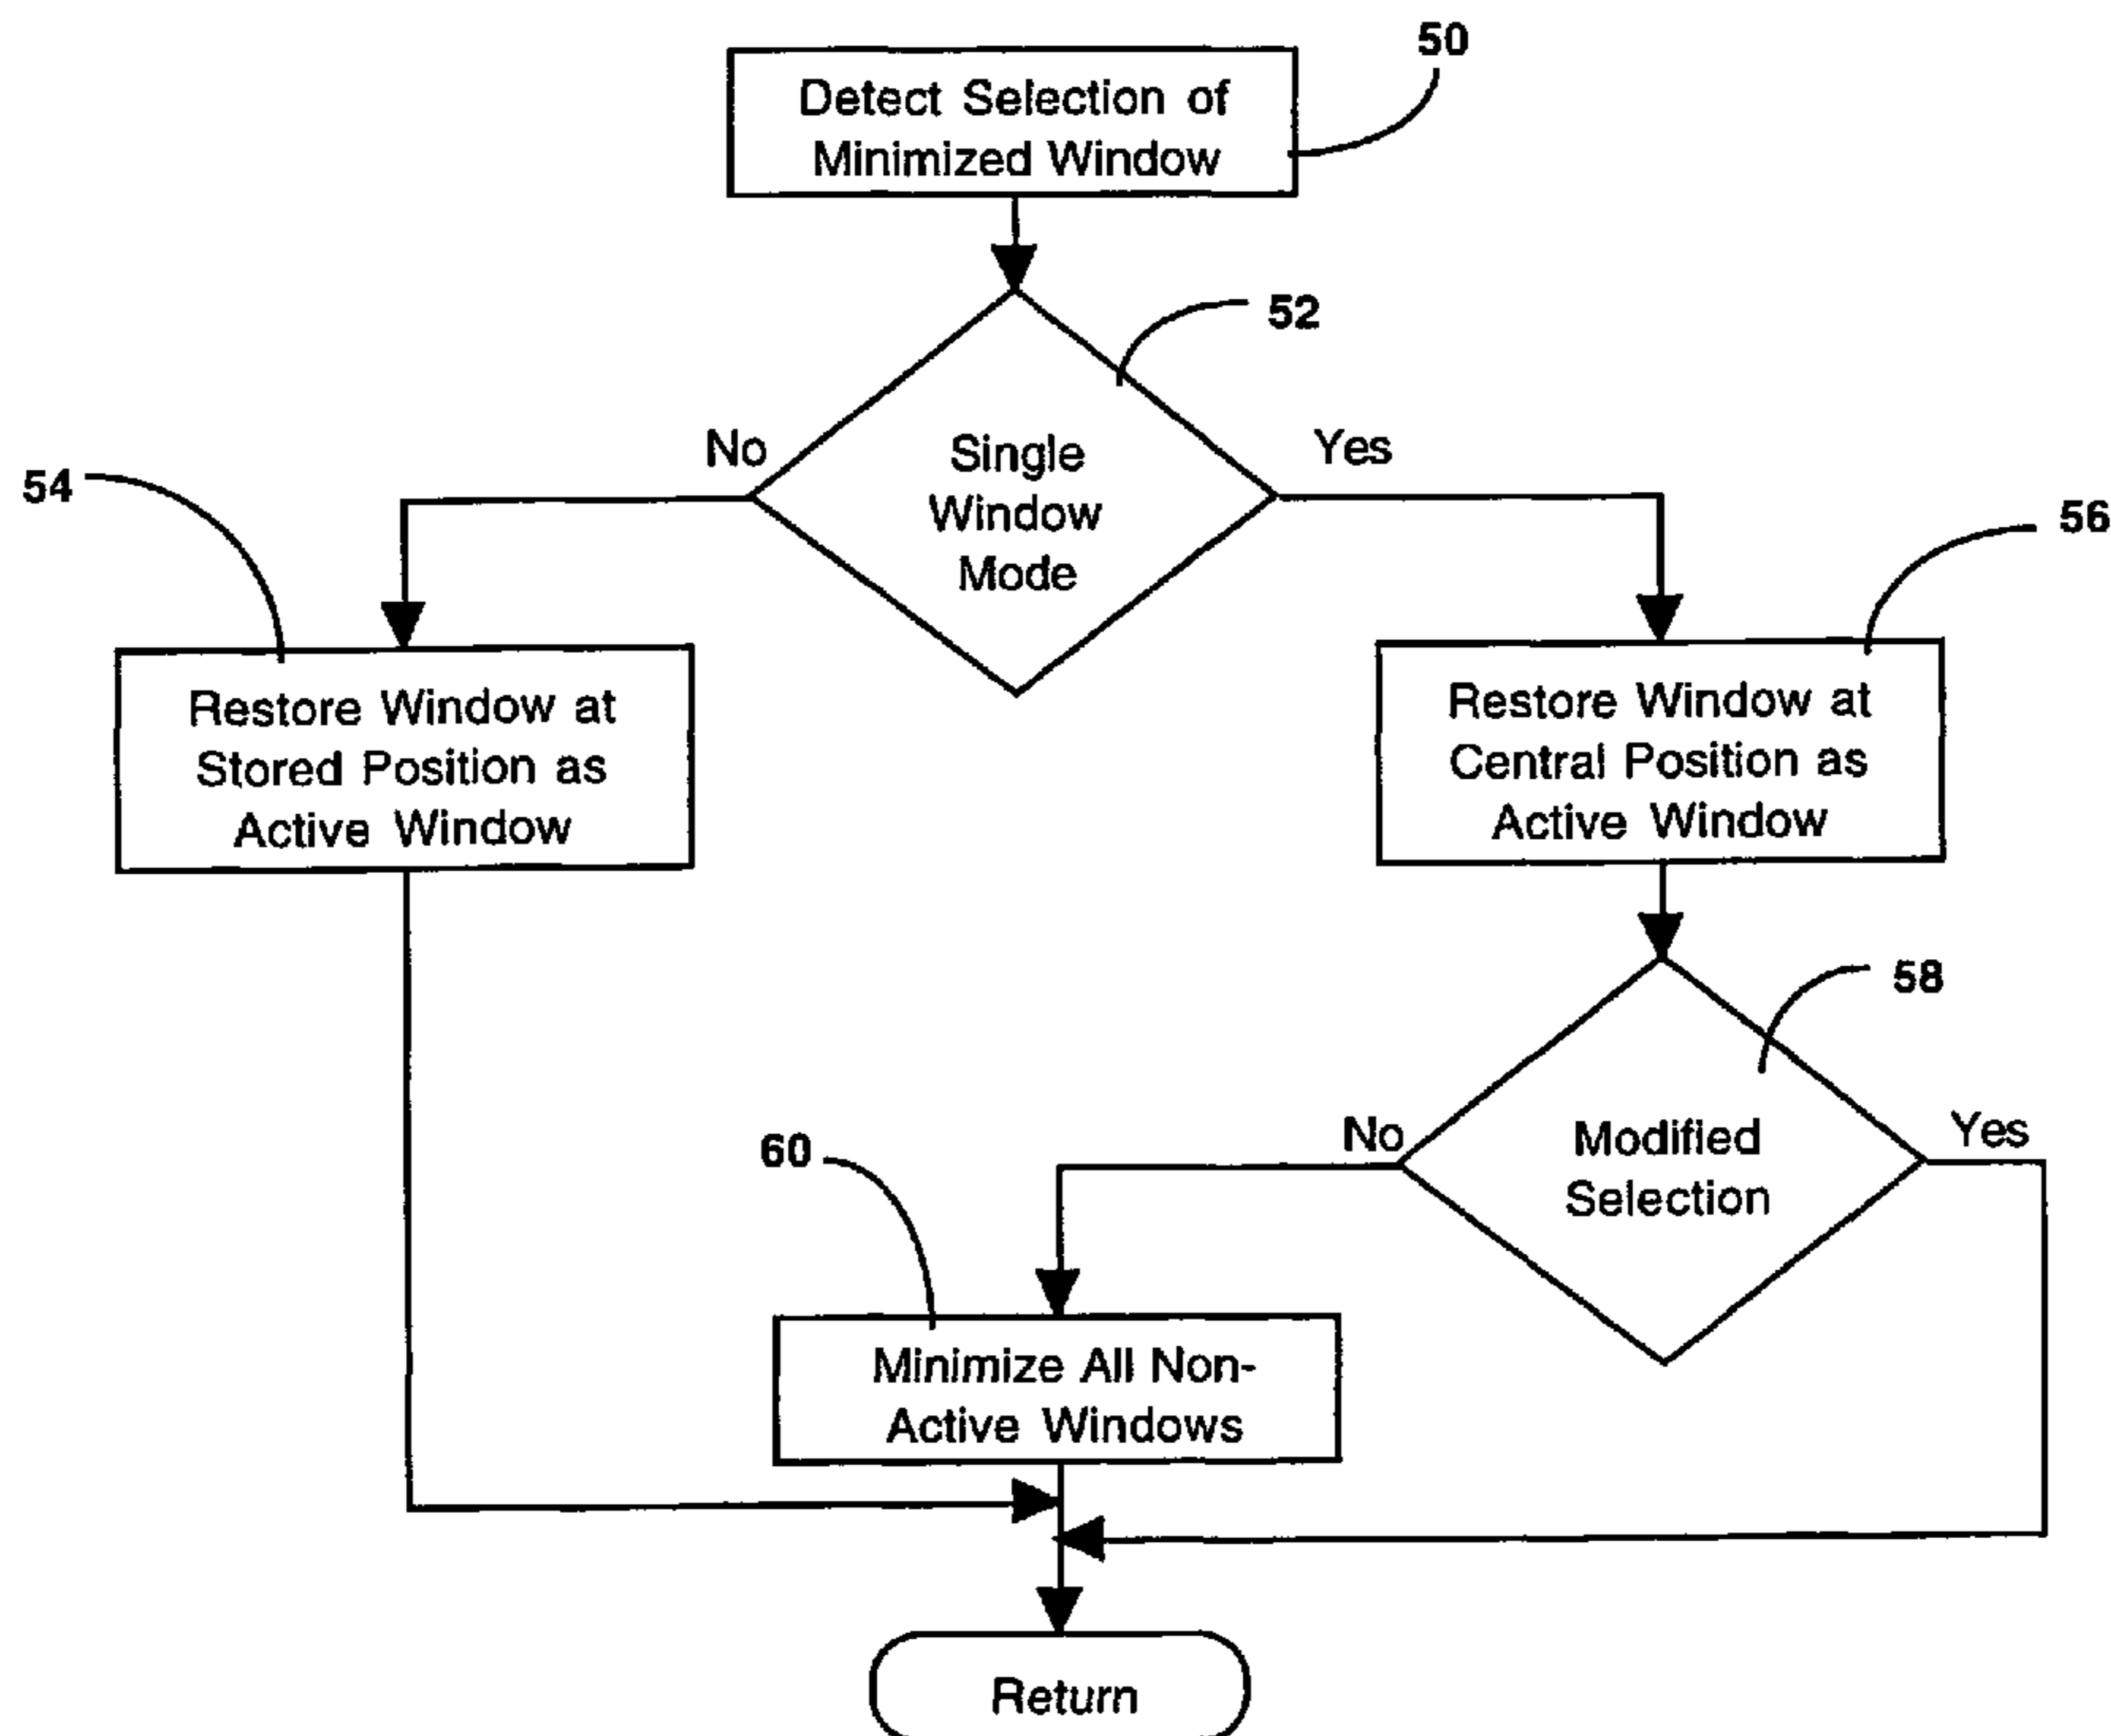 50
Detect Selection of
Minimized Window
52
No
Single
Window
Mode
Yes
54
56
Restore Window at
Stored Position as
Active Window
Restore Window at
Central Position as
Active Window
58
No
Modified
Selection
Yes
60
Minimize All Non-
Active Windows
Return